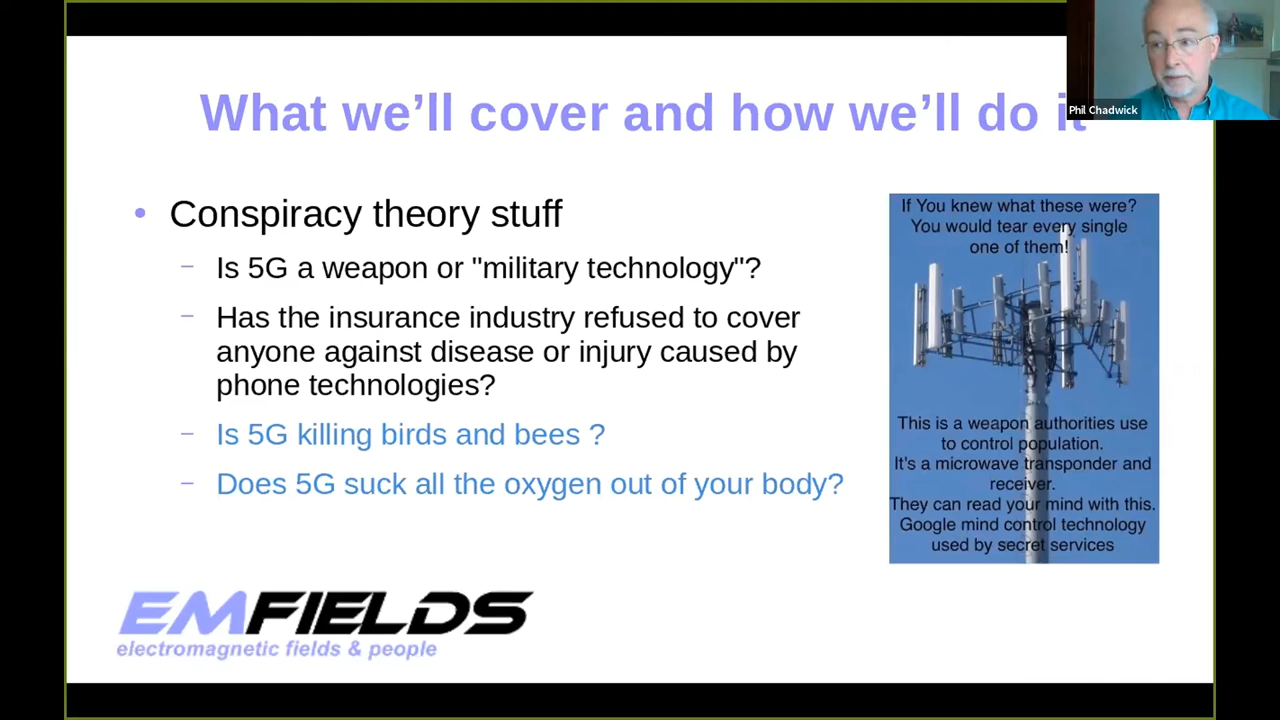 What we'll cover and how we'll do it
Phil Chadwick
• Conspiracy theory stuff
– Is 5G a weapon or "military technology"?
– Has the insurance industry refused to cover
anyone against disease or injury caused by
phone technologies?
– Is 5G killing birds and bees ?
– Does 5G suck all the oxygen out of your body?
If You knew what these were?
You would tear every single
one of them!
This is a weapon authorities use
to control population.
It's a microwave transponder and
receiver.
They can read your mind with this.
Google mind control technology
used by secret services
EMFIELDS
electromagnetic fields & people